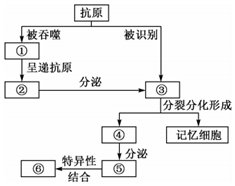 抗原
被吞噬 被识别
①
呈递抗原
② 分泌 ③
分裂分化形成
④ 记忆细胞
分泌
⑥ 特异性 ⑤
结合